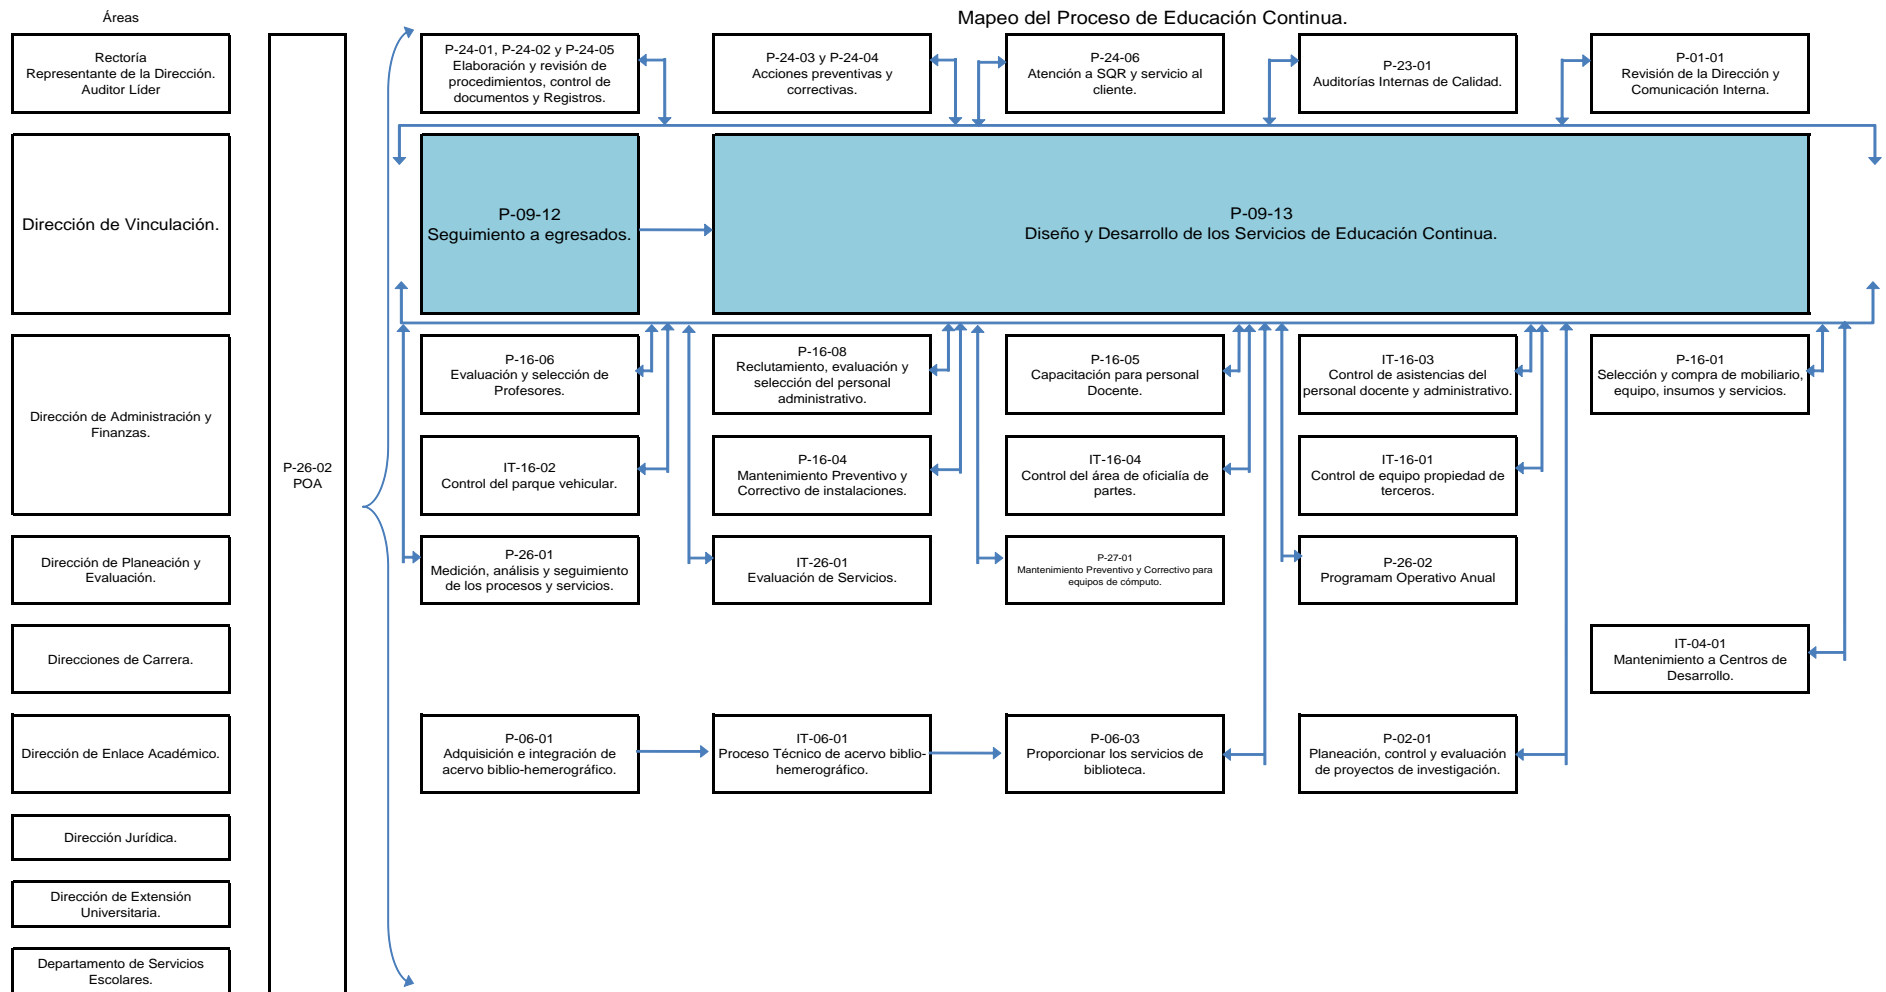 Áreas
Mapeo del Proceso de Educación Continua.
Rectoría
Representante de la Dirección.
Auditor Líder
P-24-01, P-24-02 y P-24-05
Elaboración y revisión de
procedimientos, control de
documentos y Registros.
P-24-03 y P-24-04
Acciones preventivas y
correctivas.
P-24-06
Atención a SQR y servicio al
cliente.
P-23-01
Auditorías Internas de Calidad.
P-01-01
Revisión de la Dirección y
Comunicación Interna.
Dirección de Vinculación.
P-09-12
Seguimiento a egresados.
P-09-13
Diseño y Desarrollo de los Servicios de Educación Continua.
P-26-02
POA
Dirección de Administración y
Finanzas.
P-16-06
Evaluación y selección de
Profesores.
P-16-08
Reclutamiento, evaluación y
selección del personal
administrativo.
P-16-05
Capacitación para personal
Docente.
IT-16-03
Control de asistencias del
personal docente y administrativo.
P-16-01
Selección y compra de mobiliario,
equipo, insumos y servicios.
IT-16-02
Control del parque vehicular.
P-16-04
Mantenimiento Preventivo y
Correctivo de instalaciones.
IT-16-04
Control del área de oficialía de
partes.
IT-16-01
Control de equipo propiedad de
terceros.
Dirección de Planeación y
Evaluación.
P-26-01
Medición, análisis y seguimiento
de los procesos y servicios.
IT-26-01
Evaluación de Servicios.
P-27-01
Mantenimiento Preventivo y Correctivo para
equipos de cómputo.
P-26-02
Programam Operativo Anual
Direcciones de Carrera.
IT-04-01
Mantenimiento a Centros de
Desarrollo.
Dirección de Enlace Académico.
P-06-01
Adquisición e integración de
acervo biblio-hemerográfico.
IT-06-01
Proceso Técnico de acervo biblio-
hemerográfico.
P-06-03
Proporcionar los servicios de
biblioteca.
P-02-01
Planeación, control y evaluación
de proyectos de investigación.
Dirección Jurídica.
Dirección de Extensión
Universitaria.
Departamento de Servicios
Escolares.